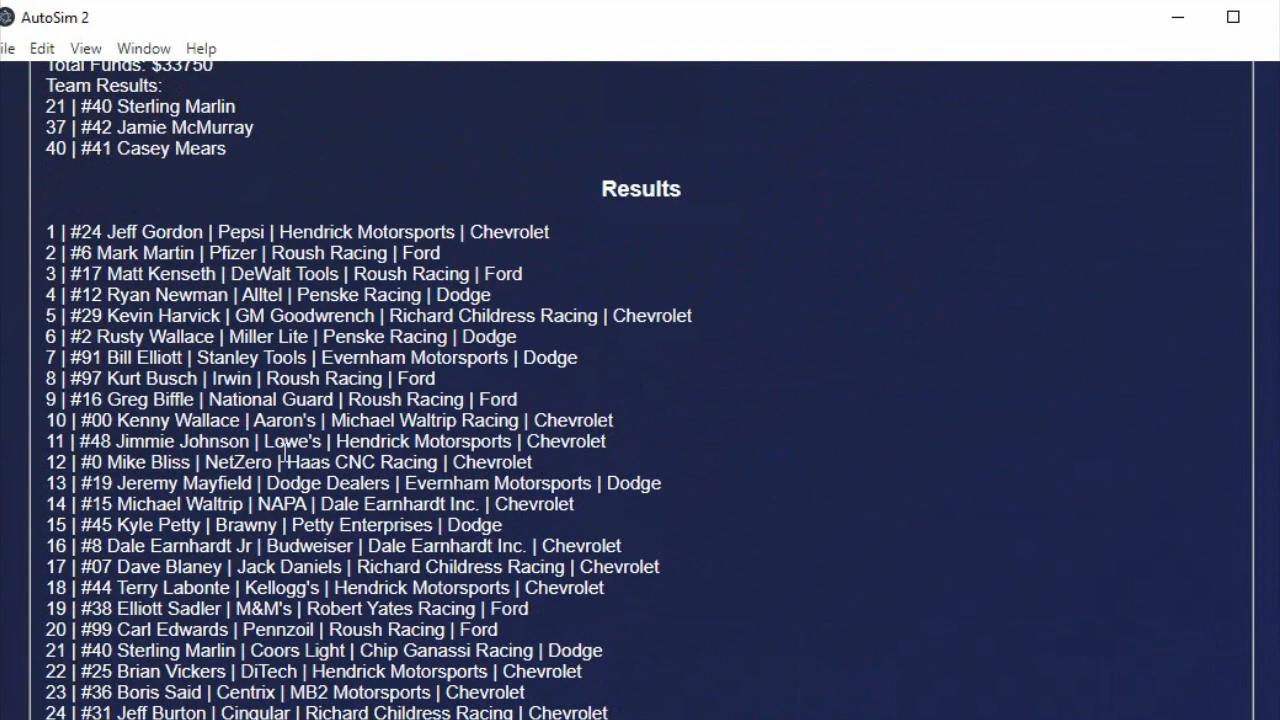 AutoSim 2
ile Edit View Window Help
Total Funds: $33750
Team Results:
21 | #40 Sterling Marlin
37 | #42 Jamie McMurray
40 | #41 Casey Mears
Results
1 | #24 Jeff Gordon | Pepsi | Hendrick Motorsports | Chevrolet
2 | #6 Mark Martin | Pfizer | Roush Racing | Ford
3 | #17 Matt Kenseth | DeWalt Tools | Roush Racing | Ford
4 | #12 Ryan Newman | Alltel | Penske Racing | Dodge
5 | #29 Kevin Harvick | GM Goodwrench | Richard Childress Racing | Chevrolet
6 | #2 Rusty Wallace | Miller Lite | Penske Racing | Dodge
7 | #91 Bill Elliott | Stanley Tools | Evernham Motorsports | Dodge
8 | #97 Kurt Busch | Irwin | Roush Racing | Ford
9 | #16 Greg Biffle | National Guard | Roush Racing | Ford
10 | #00 Kenny Wallace | Aaron's | Michael Waltrip Racing | Chevrolet
11 | #48 Jimmie Johnson | Lowe's | Hendrick Motorsports | Chevrolet
12 | #0 Mike Bliss | NetZero | Haas CNC Racing | Chevrolet
13 | #19 Jeremy Mayfield | Dodge Dealers | Evernham Motorsports | Dodge
14 | #15 Michael Waltrip | NAPA | Dale Earnhardt Inc. | Chevrolet
15 | #45 Kyle Petty | Brawny | Petty Enterprises | Dodge
16 | #8 Dale Earnhardt Jr | Budweiser | Dale Earnhardt Inc. | Chevrolet
17 | #07 Dave Blaney | Jack Daniels | Richard Childress Racing | Chevrolet
18 | #44 Terry Labonte | Kellogg's | Hendrick Motorsports | Chevrolet
19 | #38 Elliott Sadler | M&M's | Robert Yates Racing | Ford
20 | #99 Carl Edwards | Pennzoil | Roush Racing | Ford
21 | #40 Sterling Marlin | Coors Light | Chip Ganassi Racing | Dodge
22 | #25 Brian Vickers | DiTech | Hendrick Motorsports | Chevrolet
23 | #36 Boris Said | Centrix | MB2 Motorsports | Chevrolet
24 | #31 Jeff Burton | Cingular | Richard Childress Racing | Chevrolet